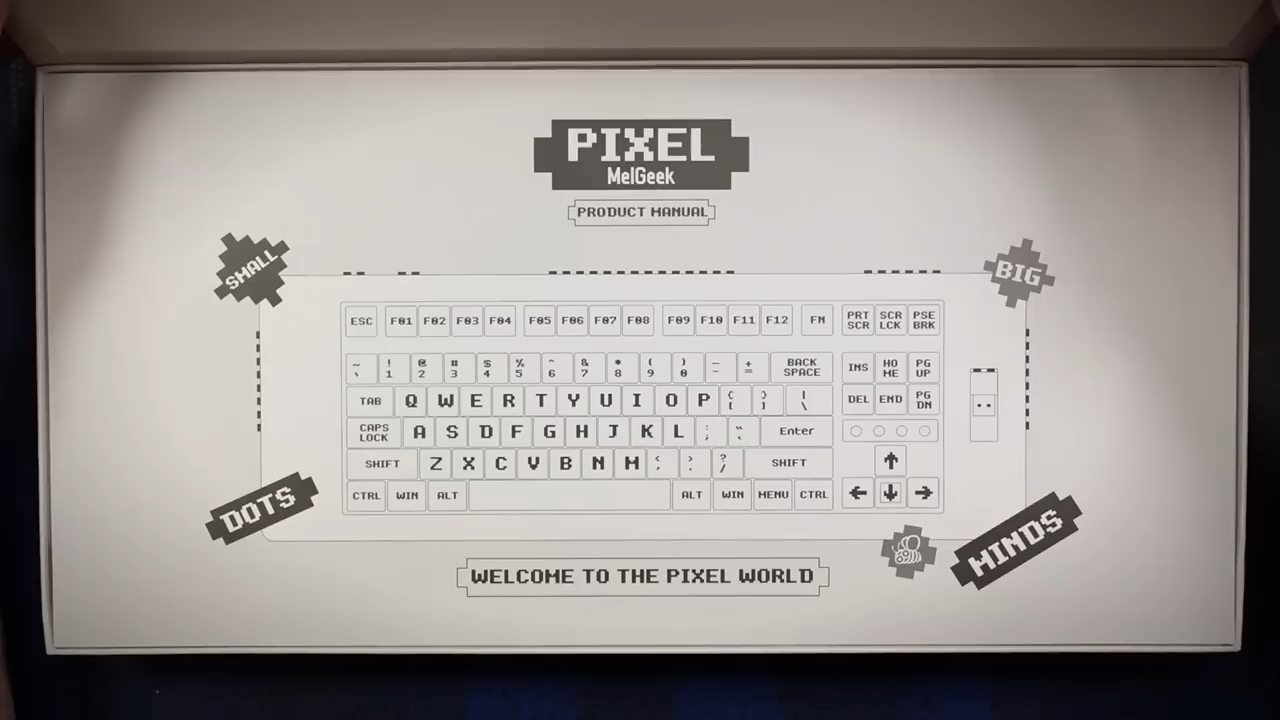 PIXEL
MelGeek
PRODUCT MANUAL
SMALL
BIG
ESC F01 F02 F03 F04 F05 F06 F07 F08 F09 F10 F11 F12 FN PRT SCR SCR LCK PSE BRK
~ ` ! 1 @ 2 # 3 $ 4 % 5 ^ 6 & 7 * 8 ( 9 ) 0 _ - + = BACK SPACE INS HO ME PG UP
TAB Q W E R T Y U I O P { [ } ] | \ DEL END PG DN
CAPS LOCK A S D F G H J K L : ; " ' Enter
SHIFT Z X C V B N M < , > . ? / SHIFT ↑
CTRL WIN ALT ALT WIN MENU CTRL ← ↓ →
DOTS
MINDS
WELCOME TO THE PIXEL WORLD